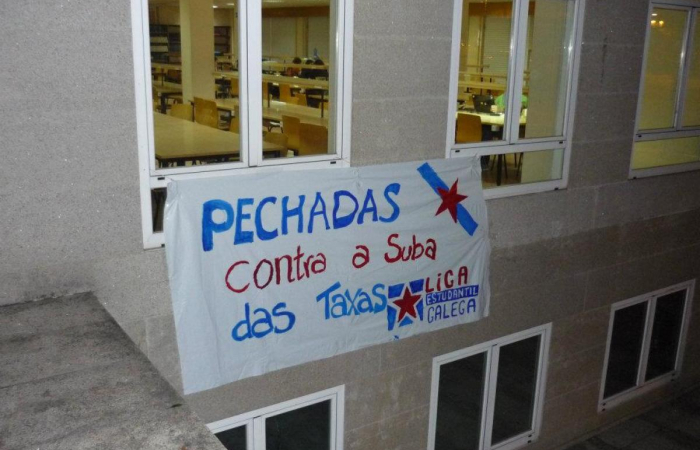 PECHADAS
contra a Suba
das Taxas
LiGA
ESTUDANTIL
GALEGA